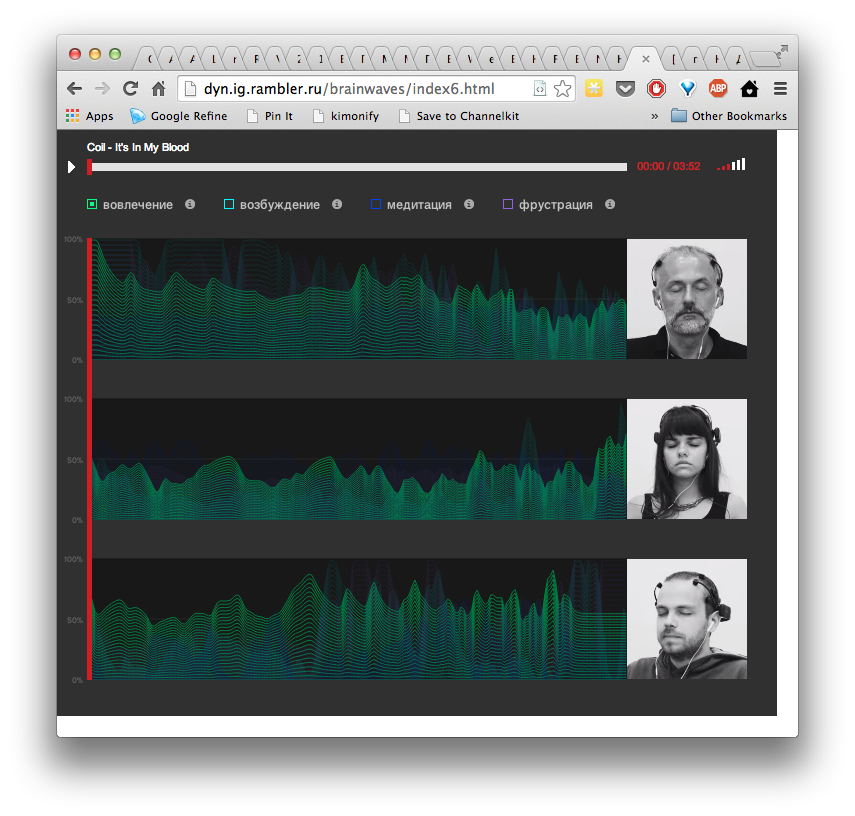 dyn.ig.rambler.ru/brainwaves/index6.html
ABP
Apps Google Refine Pin It kimonify Save to Channelkit » Other Bookmarks
Coil - It's In My Blood
00:00 / 03:52
вовлечение возбуждение медитация фрустрация
100%
50%
0%
100%
50%
0%
100%
50%
0%